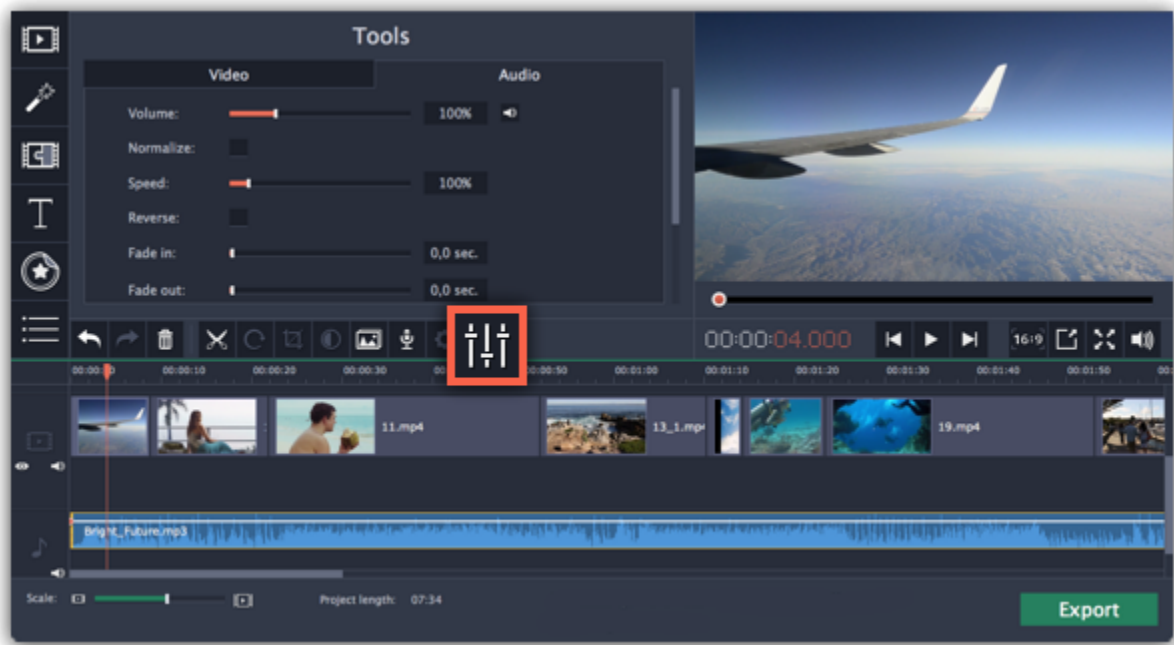 Tools
Video Audio
Volume: 100%
Normalize:
Speed: 100%
Reverse:
Fade in: 0,0 sec.
Fade out: 0,0 sec.
T
00:00:04.000 16:9
00:00:10 00:00:20 00:00:30 00:00:50 00:01:00 00:01:10 00:01:20 00:01:30 00:01:40 00:01:50
11.mp4 13_1.mp4 19.mp4
Bright_Future.mp3
Scale: Project length: 07:34
Export